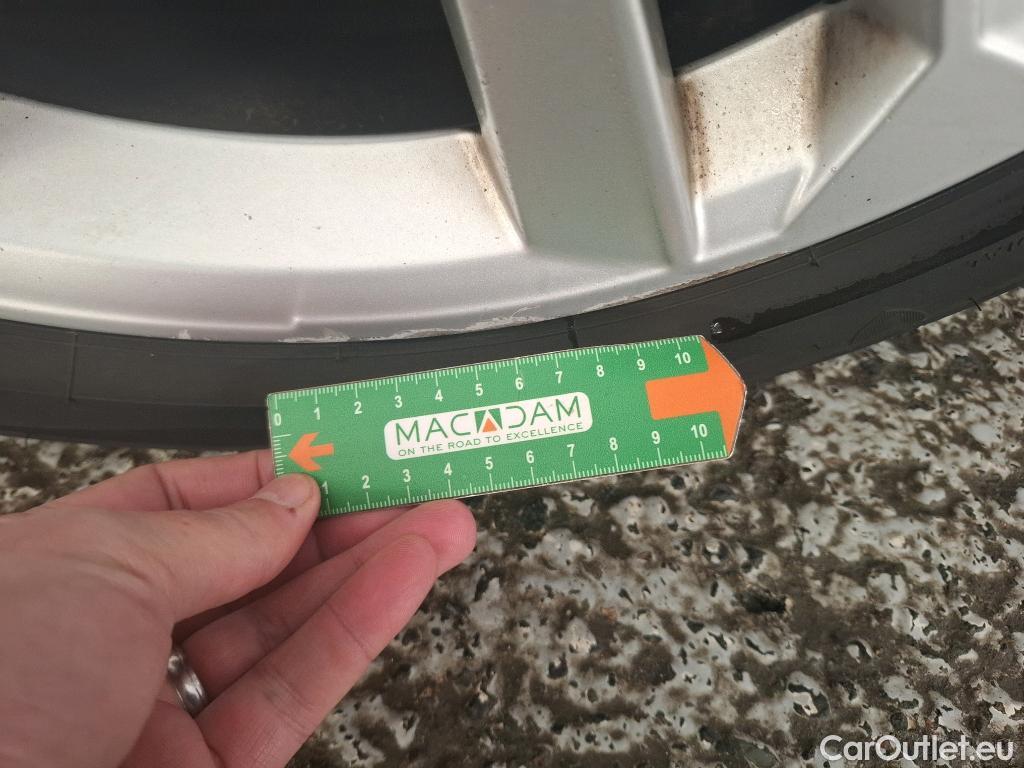 0 1 2 3 4 5 6 7 8 9 10
MACADAM
ON THE ROAD TO EXCELLENCE
1 2 3 4 5 6 7 8 9 10
CarOutlet.eu